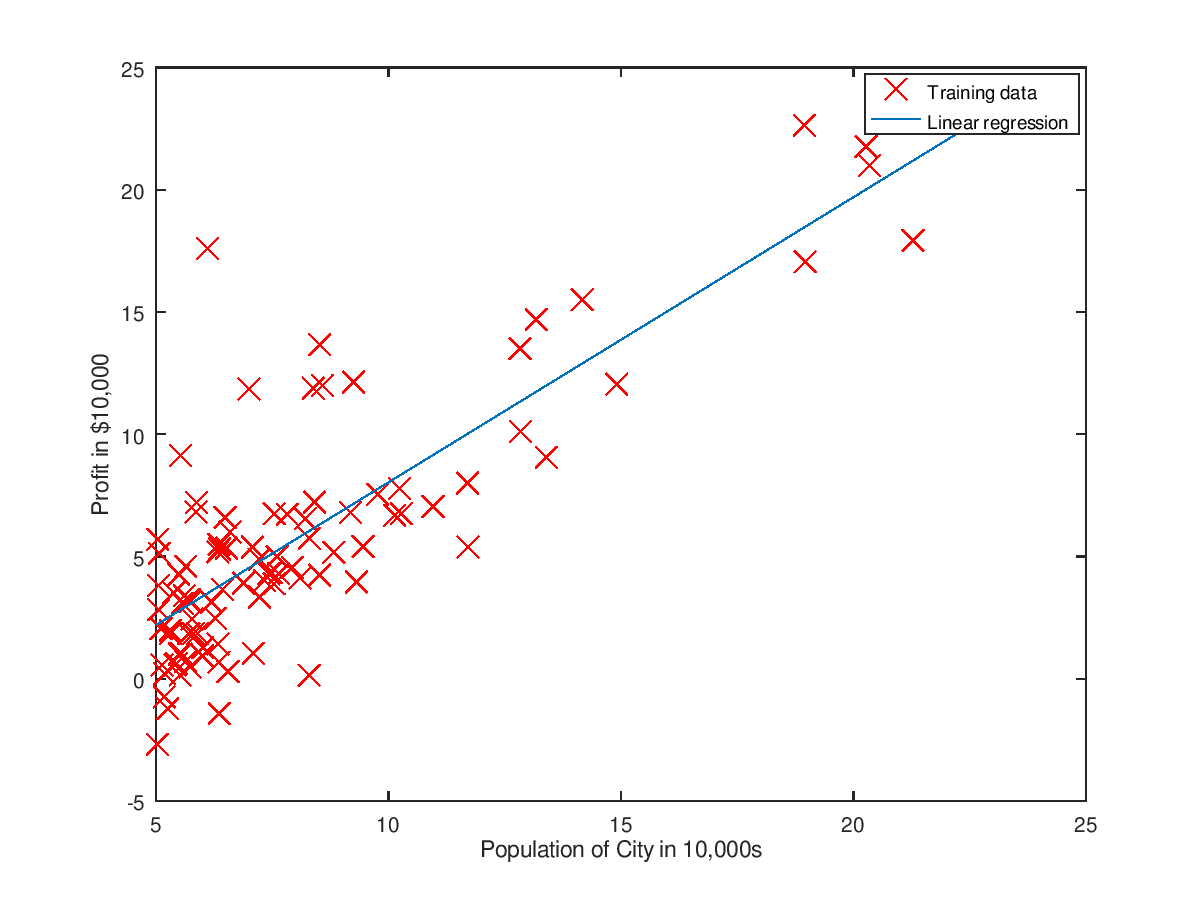 25
Training data
Linear regression
20
15
10
5
0
-5
Profit in $10,000
5 10 15 20 25
Population of City in 10,000s